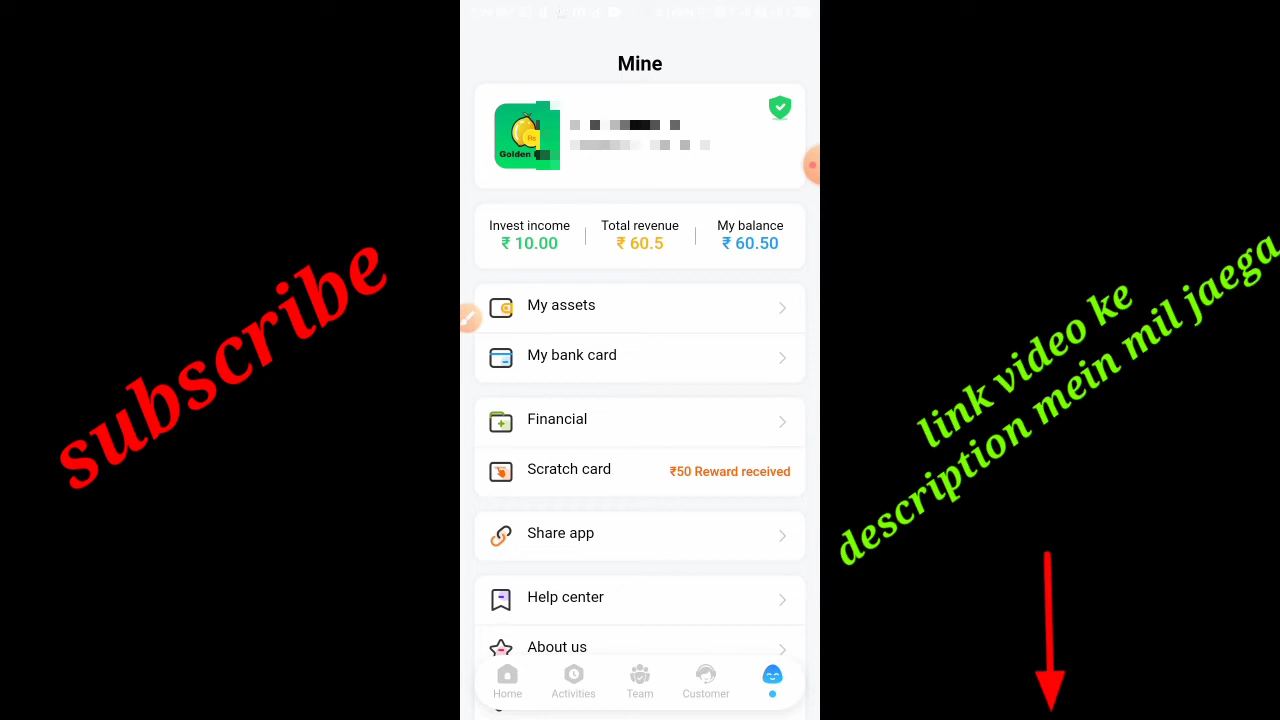 Mine
Golden
Rs
Invest income
Total revenue
My balance
₹ 10.00
₹ 60.5
₹ 60.50
My assets
My bank card
Financial
Scratch card
₹50 Reward received
Share app
Help center
About us
Home
Activities
Team
Customer
subscribe
link video ke
description mein mil jaega